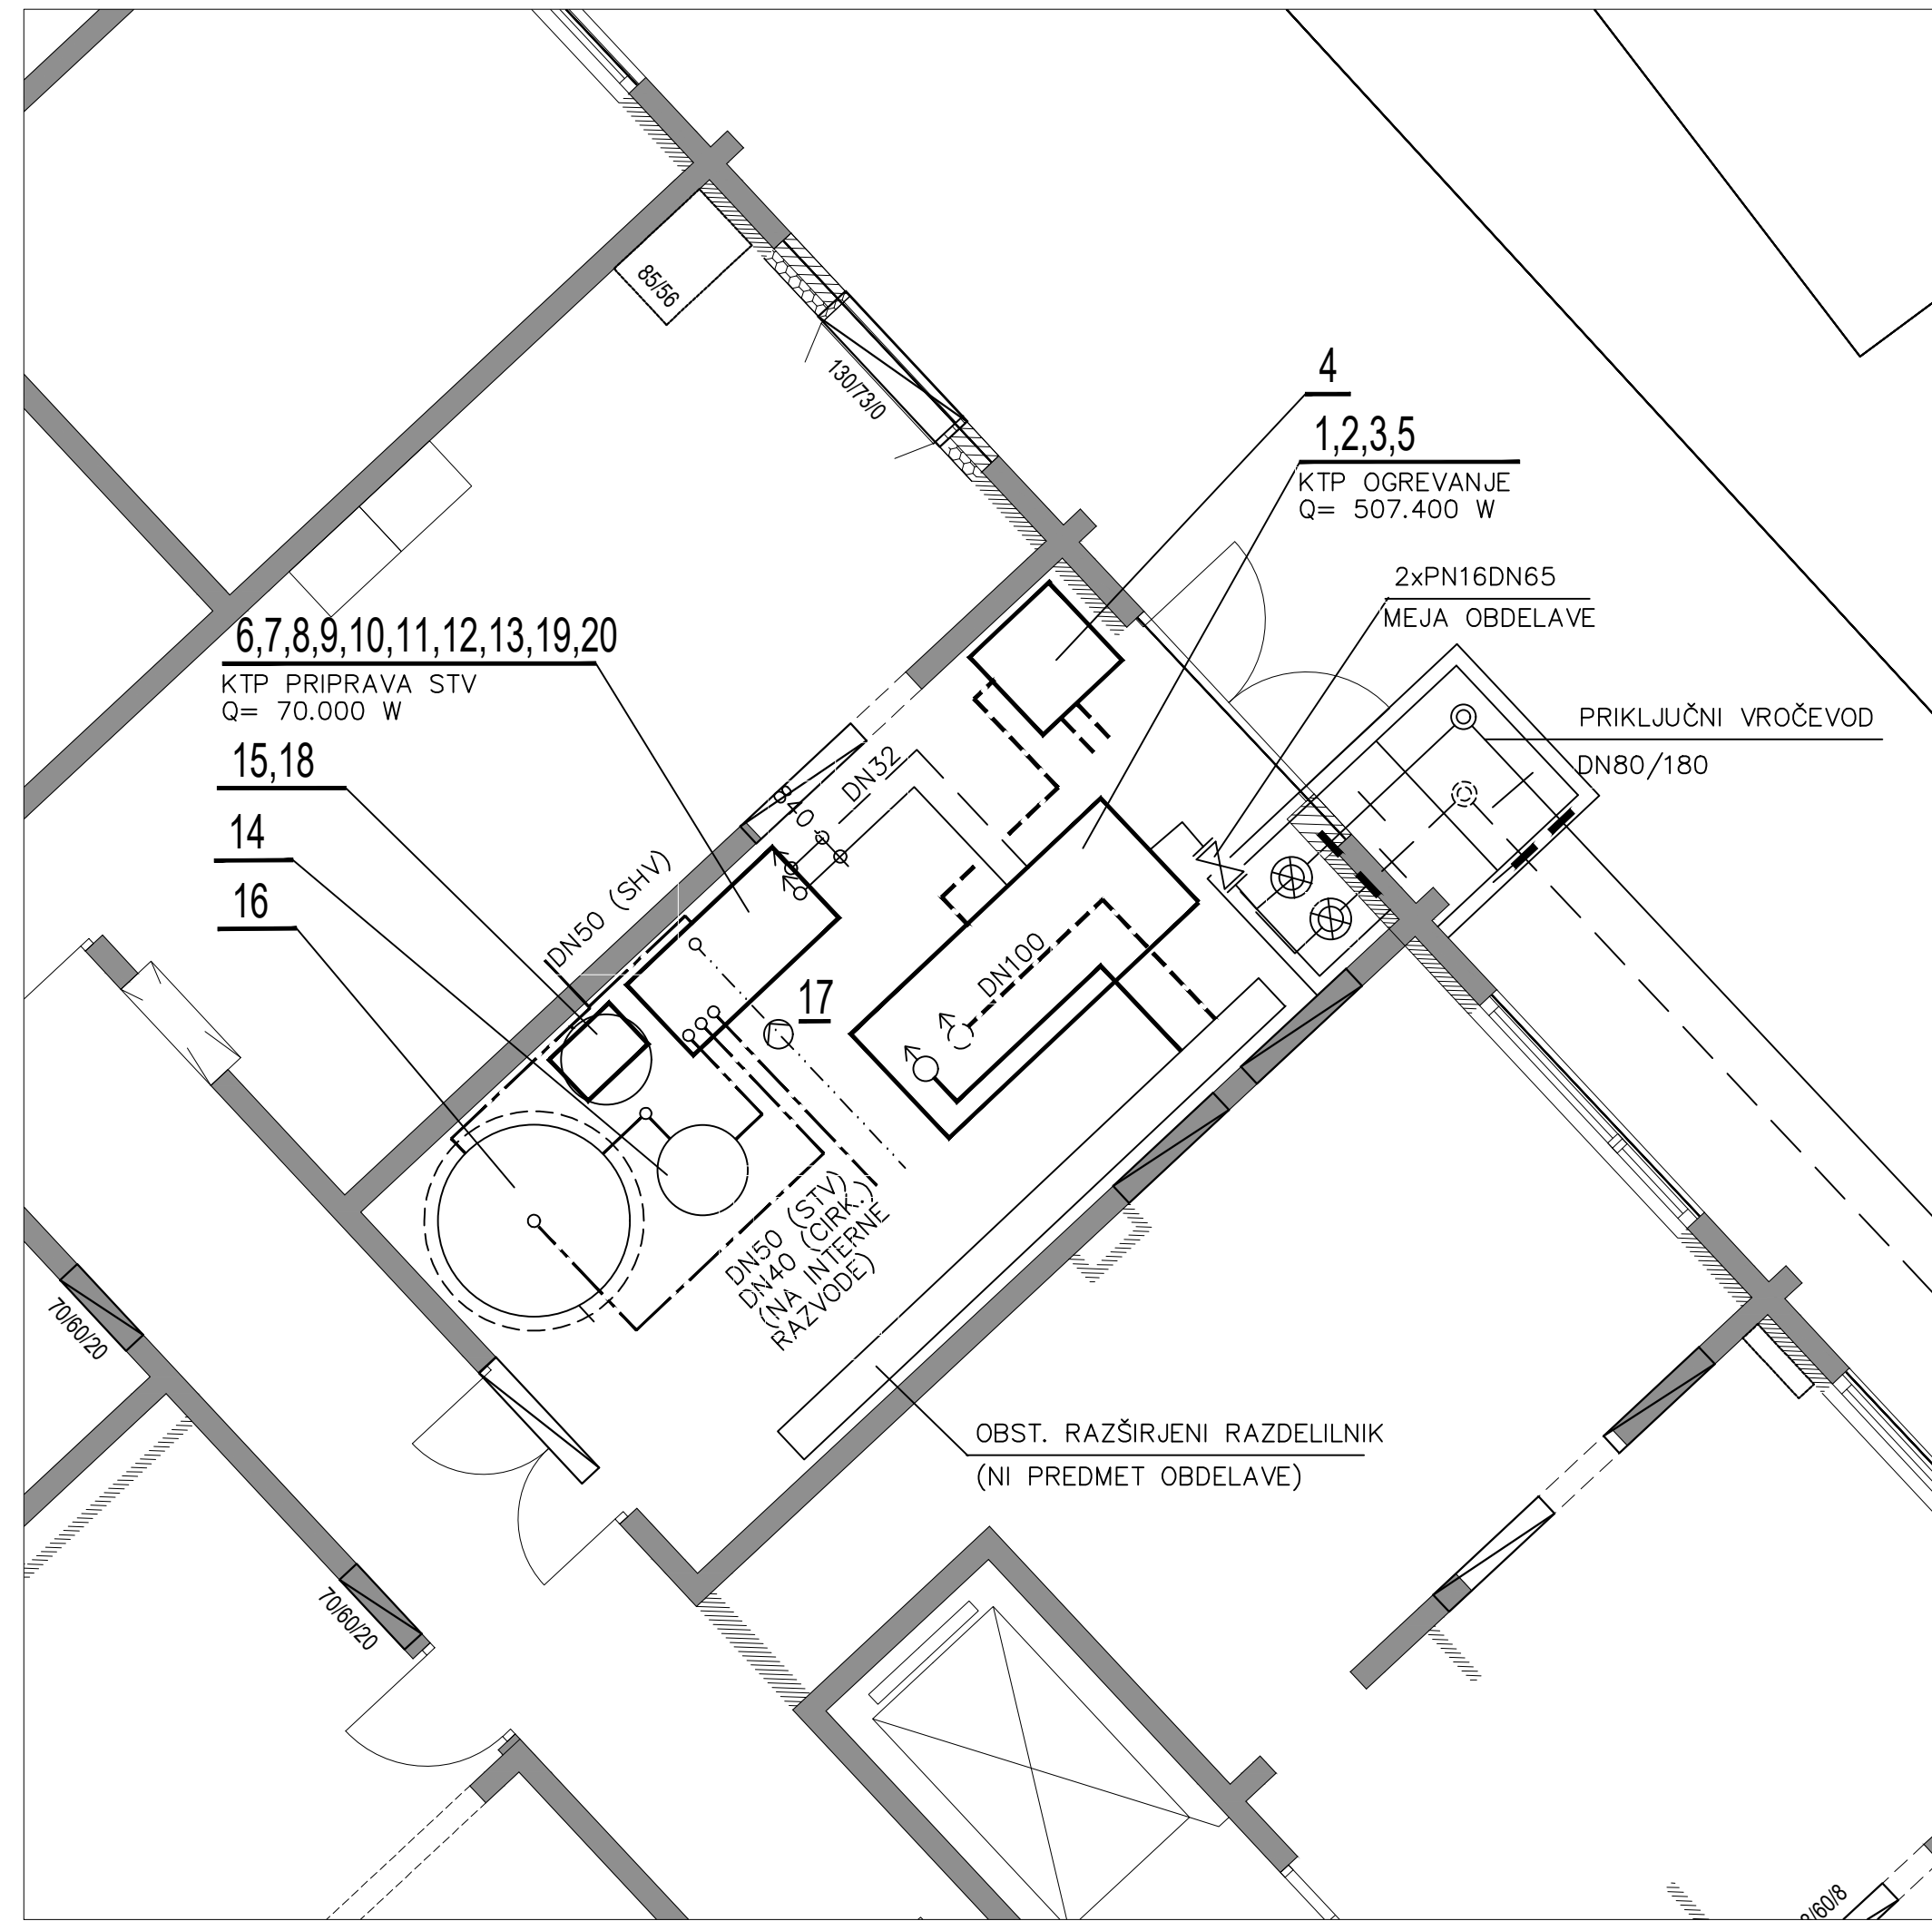 85/56
130/73/0
4
1,2,3,5
KTP OGREVANJE
Q= 507.400 W
2xPN16DN65
MEJA OBDELAVE
6,7,8,9,10,11,12,13,19,20
KTP PRIPRAVA STV
Q= 70.000 W
PRIKLJUČNI VROČEVOD
DN80/180
15,18
14
16
840
DN32
DN50 (SHV)
17
DN100
DN50 (STV)
DN40 (CIRK.)
(NA INTERNE
RAZVODE)
70/60/20
70/60/20
OBST. RAZŠIRJENI RAZDELILNIK
(NI PREDMET OBDELAVE)